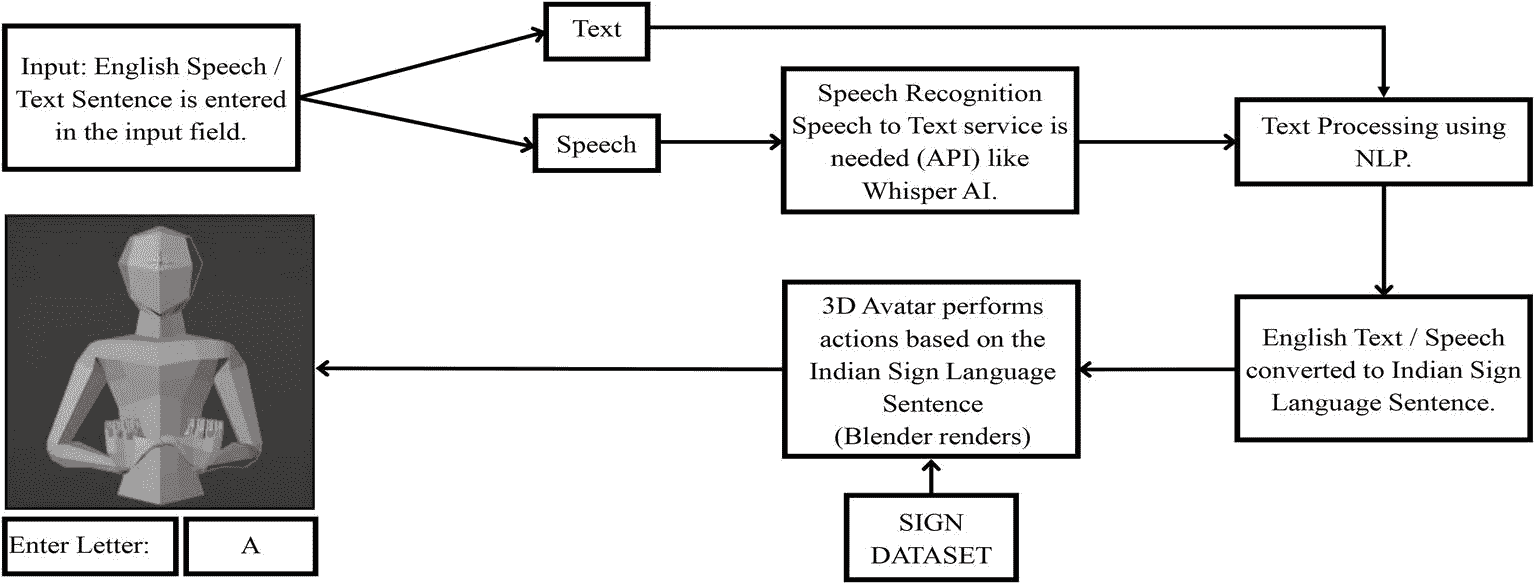 Input: English Speech /
Text Sentence is entered
in the input field.
Text
Speech
Speech Recognition
Speech to Text service is
needed (API) like
Whisper AI.
Text Processing using
NLP.
English Text / Speech
converted to Indian Sign
Language Sentence.
3D Avatar performs
actions based on the
Indian Sign Language
Sentence
(Blender renders)
SIGN
DATASET
Enter Letter:
A